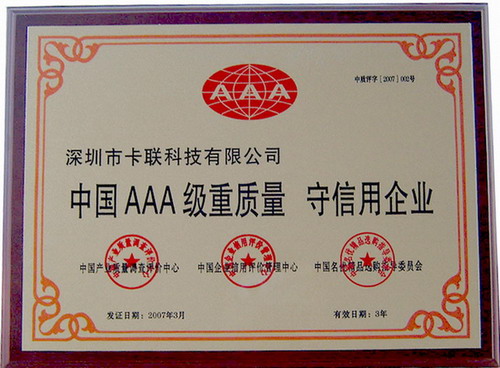 中质评字［2007］002号
AAA
深圳市卡联科技有限公司
中国AAA级重质量 守信用企业
中国产业质量调查评价中心 中国企业信用评价管理中心 中国名优精品选购指导委员会
发证日期：2007年3月 有效日期：3年